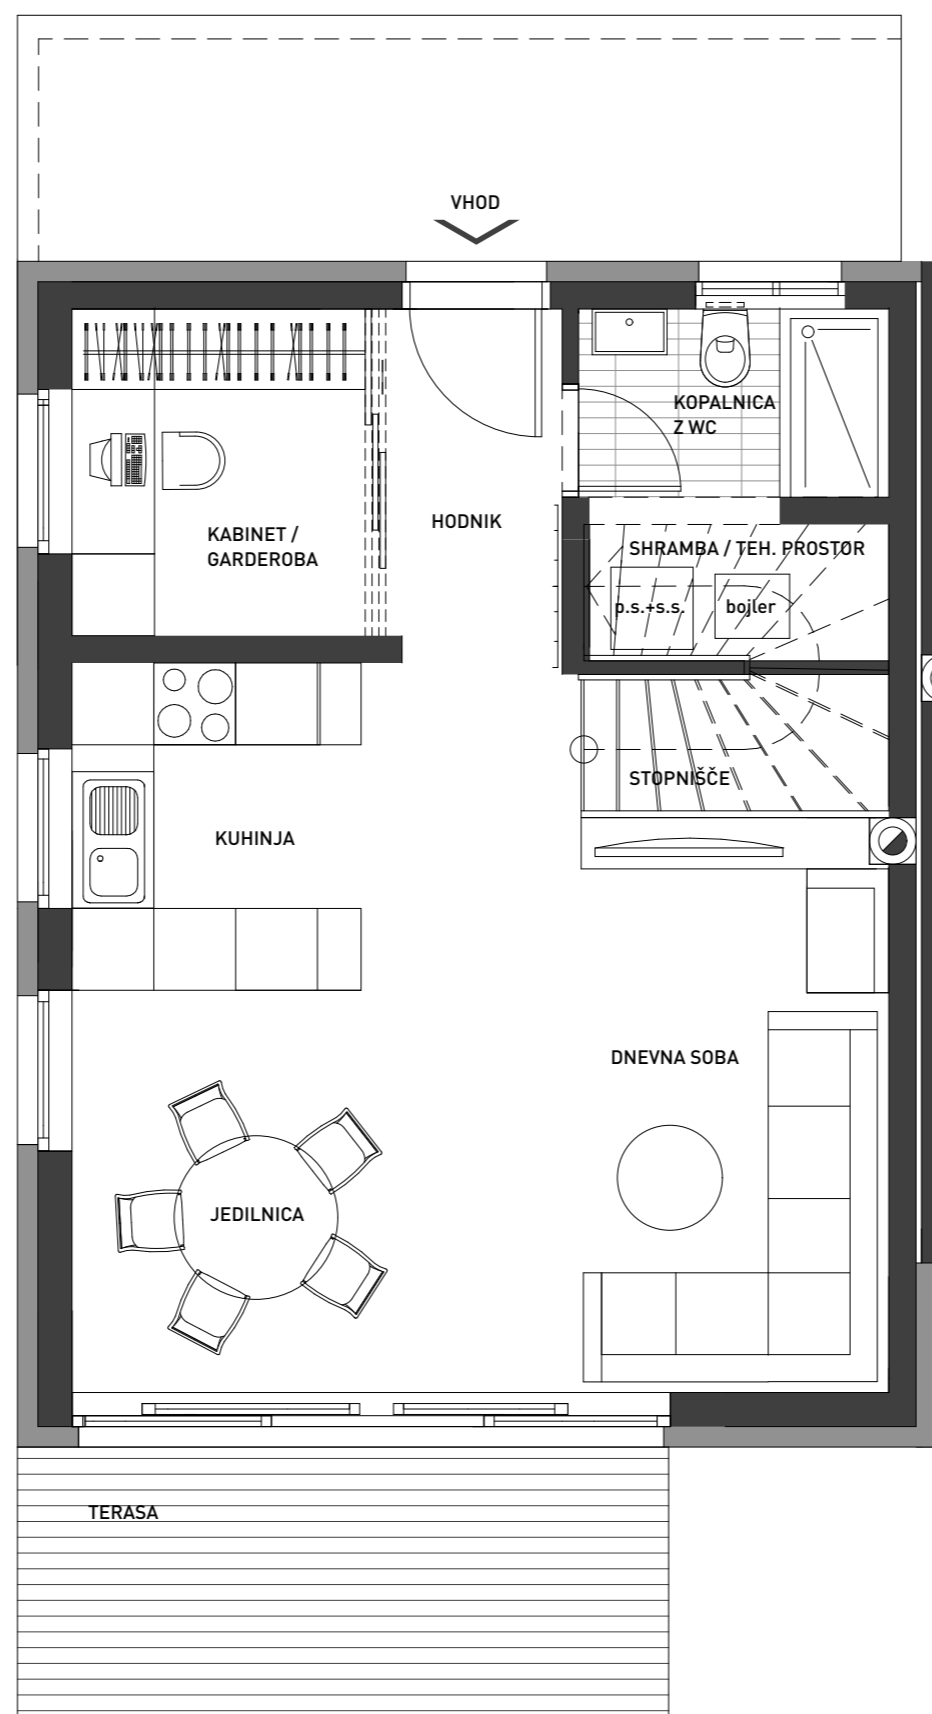 VHOD
KOPALNICA
Z WC
HODNIK
KABINET /
GARDEROBA
SHRAMBA / TEH. PROSTOR
p.s.+s.s.
bojler
STOPNIŠČE
KUHINJA
DNEVNA SOBA
JEDILNICA
TERASA